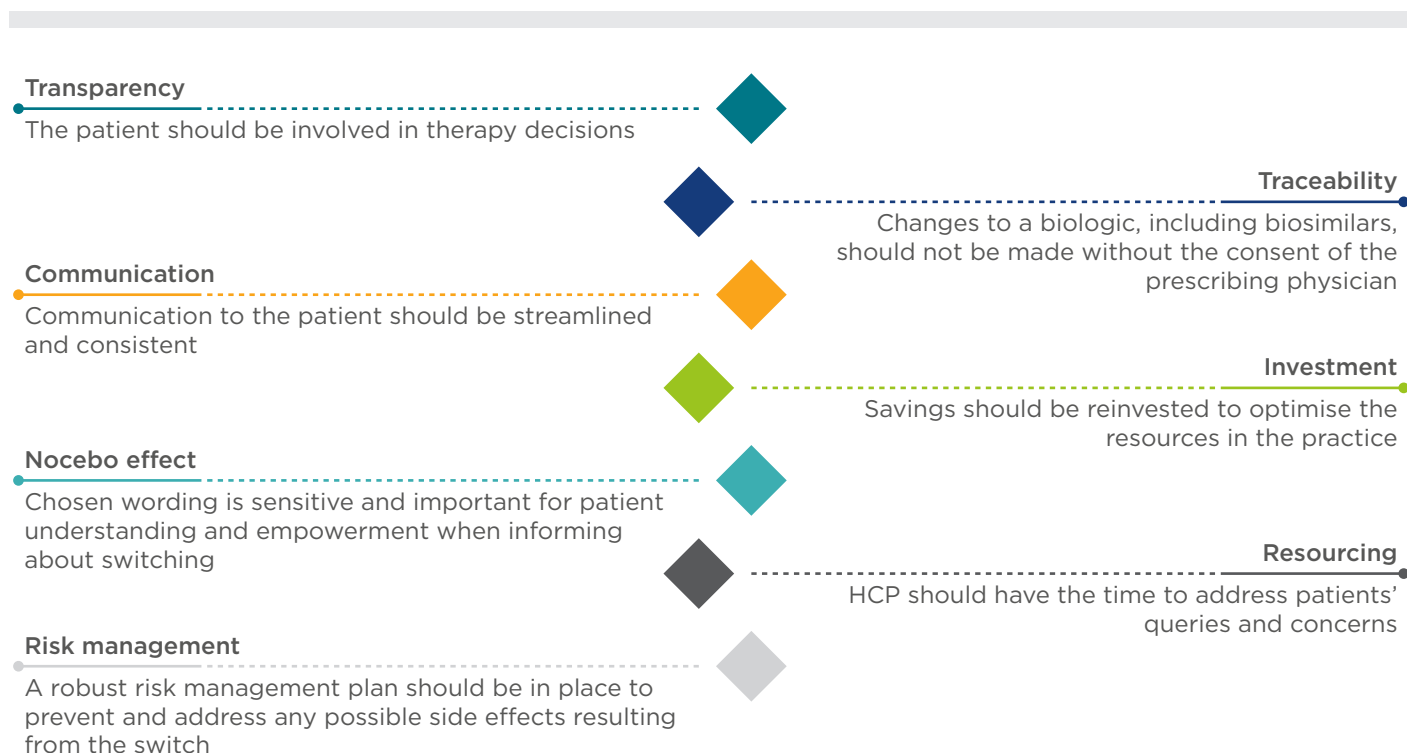 Transparency
The patient should be involved in therapy decisions
Traceability
Changes to a biologic, including biosimilars,
should not be made without the consent of the
prescribing physician
Communication
Communication to the patient should be streamlined
and consistent
Investment
Savings should be reinvested to optimise the
resources in the practice
Nocebo effect
Chosen wording is sensitive and important for patient
understanding and empowerment when informing
about switching
Resourcing
HCP should have the time to address patients’
queries and concerns
Risk management
A robust risk management plan should be in place to
prevent and address any possible side effects resulting
from the switch